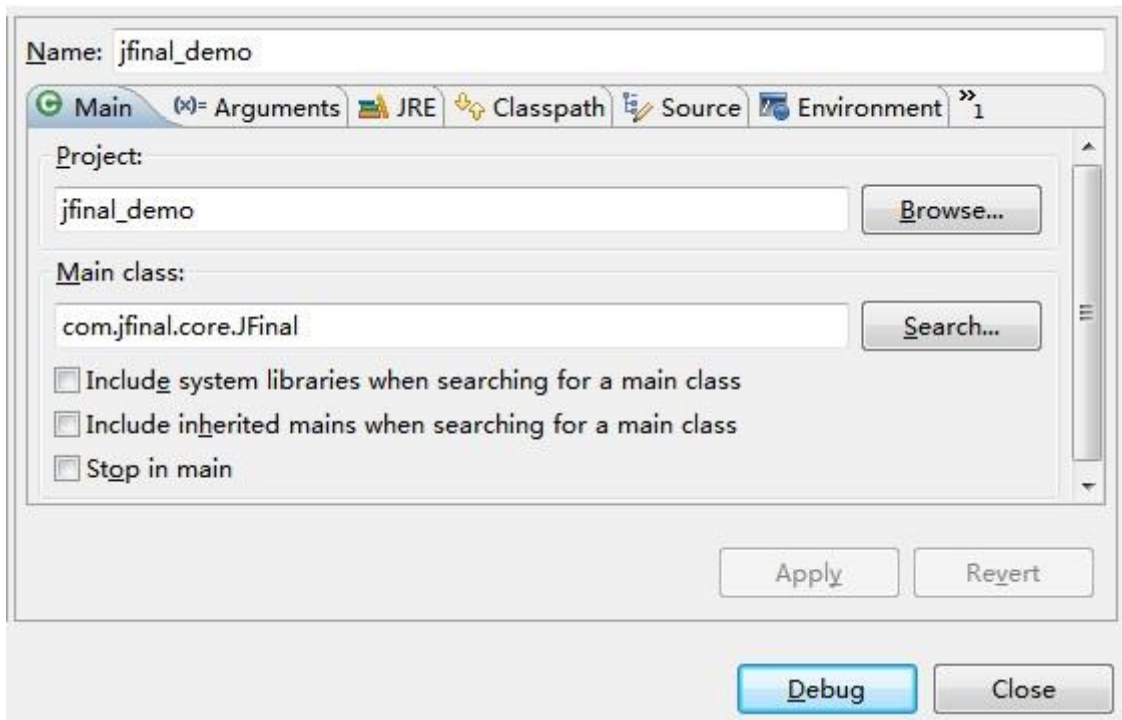 Name: jfinal_demo
Main (x)= Arguments JRE Classpath Source Environment »1
Project:
jfinal_demo Browse...
Main class:
com.jfinal.core.JFinal Search...
Include system libraries when searching for a main class
Include inherited mains when searching for a main class
Stop in main
Apply Revert
Debug Close